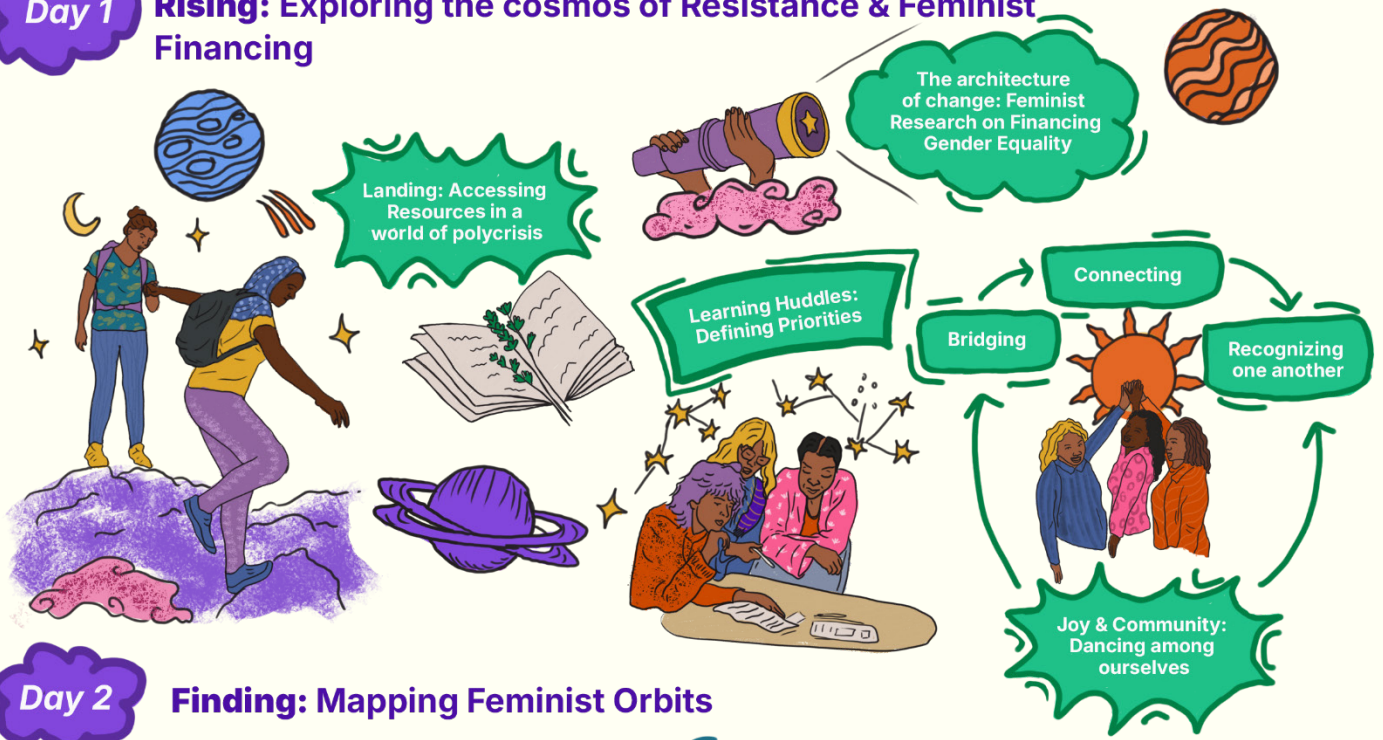 Day 1
Rising: Exploring the cosmos of Resistance & Feminist
Financing
Landing: Accessing
Resources in a
world of polycrisis
The architecture
of change: Feminist
Research on Financing
Gender Equality
Learning Huddles:
Defining Priorities
Bridging
Connecting
Recognizing
one another
Joy & Community:
Dancing among
ourselves
Day 2
Finding: Mapping Feminist Orbits